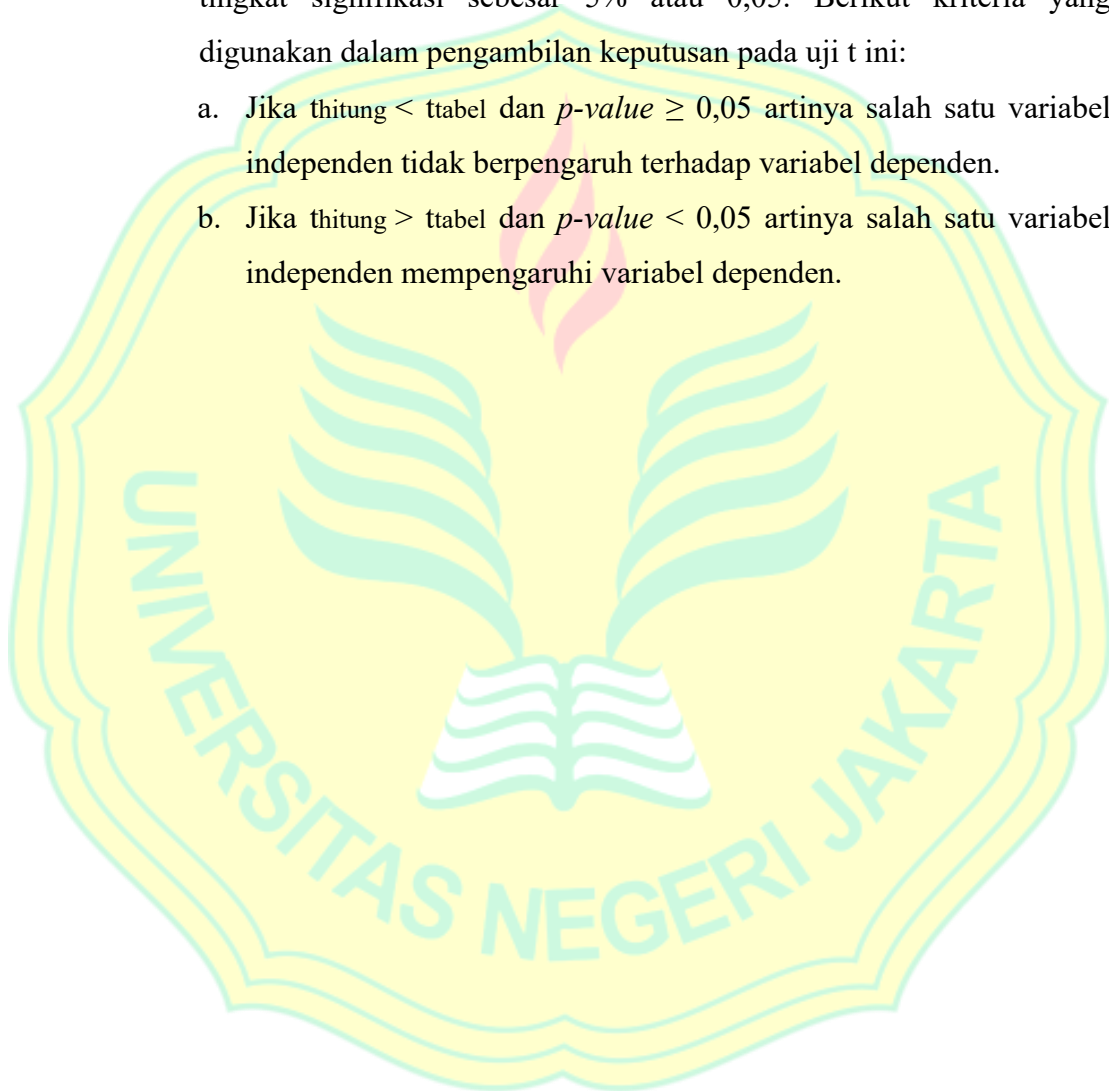 tingkat signifikasi sebesar 5% atau 0,05. Berikut kriteria yang
digunakan dalam pengambilan keputusan pada uji t ini:
a. Jika thitung < ttabel dan p-value ≥ 0,05 artinya salah satu variabel
independen tidak berpengaruh terhadap variabel dependen.
b. Jika thitung > ttabel dan p-value < 0,05 artinya salah satu variabel
independen mempengaruhi variabel dependen.
UNIVERSITAS NEGERI JAKARTA